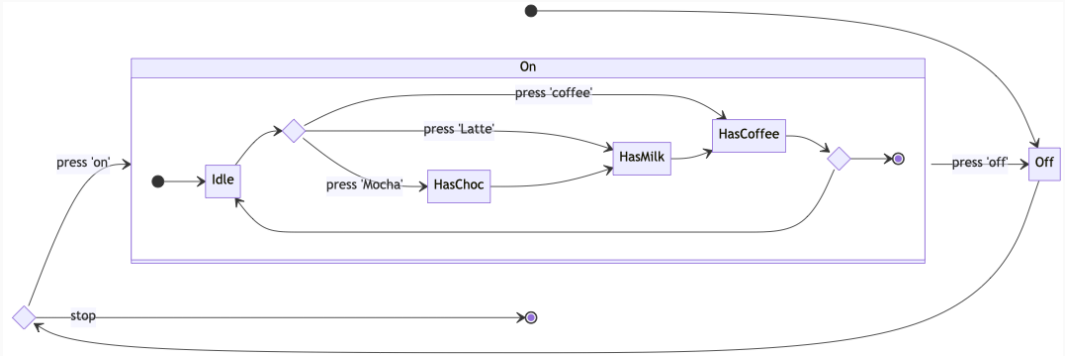 On
press 'coffee'
press 'Latte'
HasCoffee
HasMilk
press 'on'
press 'off'
Off
Idle
press 'Mocha'
HasChoc
stop